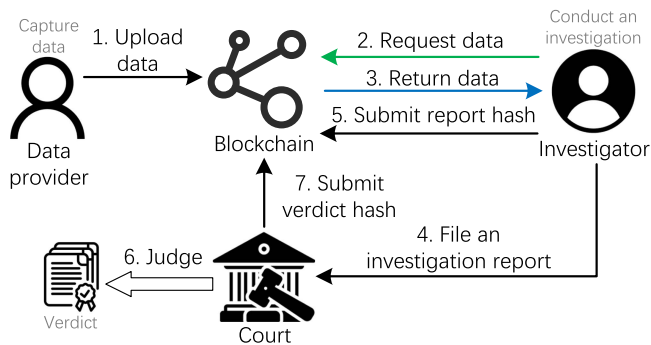 Capture
data
1. Upload
data
2. Request data
Conduct an
investigation
3. Return data
5. Submit report hash
Data
provider
Blockchain
Investigator
7. Submit
verdict hash
4. File an
investigation report
6. Judge
Verdict
Court